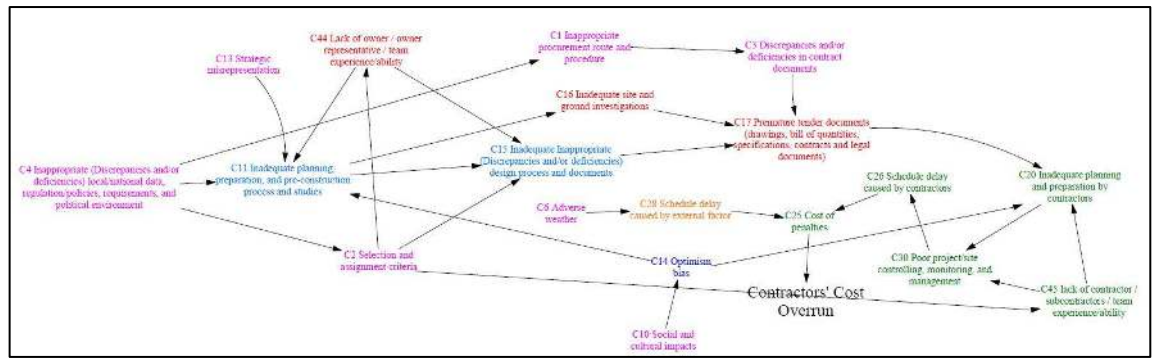 C44 Lack of owner / owner
representative / team
experience/ability
C13 Strategic
misrepresentation
C1 Inappropriate
procurement route and
procedure
C3 Discrepancies and/or
deficiencies in contract
documents
C16 Inadequate site and
ground investigations
C17 Premature tender documents
(drawings, bill of quantities,
specifications, contracts and legal
documents)
C15 Inadequate Inappropriate
(Discrepancies and/or deficiencies)
design process and documents
C4 Inappropriate (Discrepancies and/or
deficiencies) local/national data,
regulation/policies, requirements, and
political environment
C11 Inadequate planning
preparation, and pre-construction
process and studies
C26 Schedule delay
caused by contractors
C20 Inadequate planning
and preparation by
contractors
C6 Adverse
weather
C28 Schedule delay
caused by external factor
C25 Cost of
penalties
C2 Selection and
assignment criteria
C14 Optimism
bias
C30 Poor project/site
controlling, monitoring, and
management
C45 lack of contractor /
subcontractors / team
experience/ability
Contractors' Cost
Overrun
C10 Social and
cultural impacts